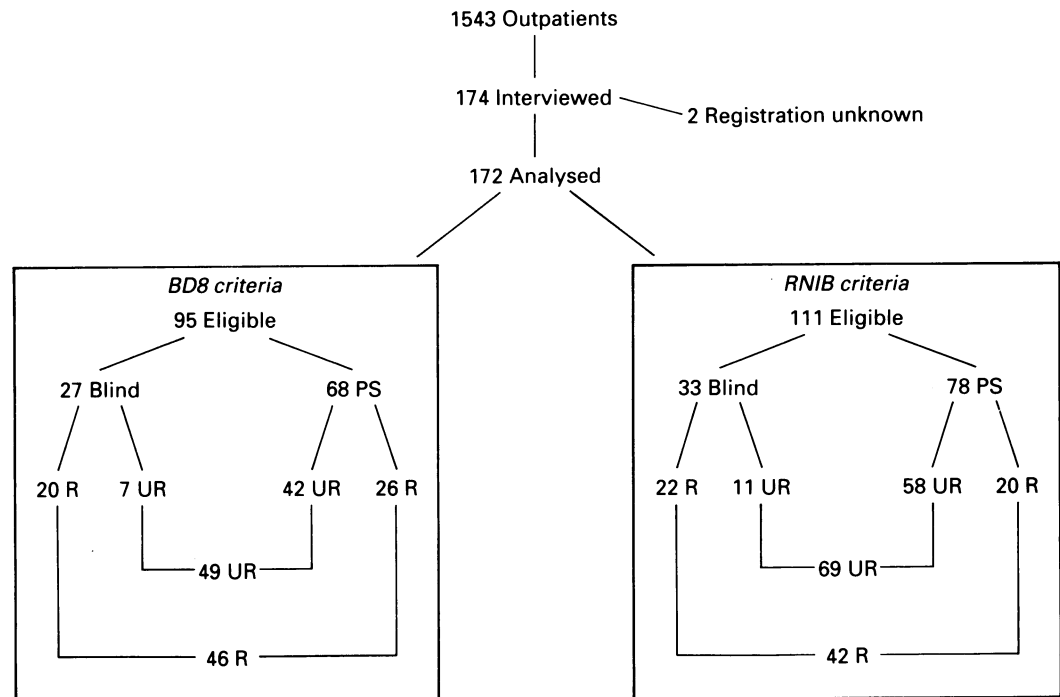 1543 Outpatients
174 Interviewed
2 Registration unknown
172 Analysed
BD8 criteria
95 Eligible
27 Blind
68 PS
20 R
7 UR
42 UR
26 R
49 UR
46 R
RNIB criteria
111 Eligible
33 Blind
78 PS
22 R
11 UR
58 UR
20 R
69 UR
42 R